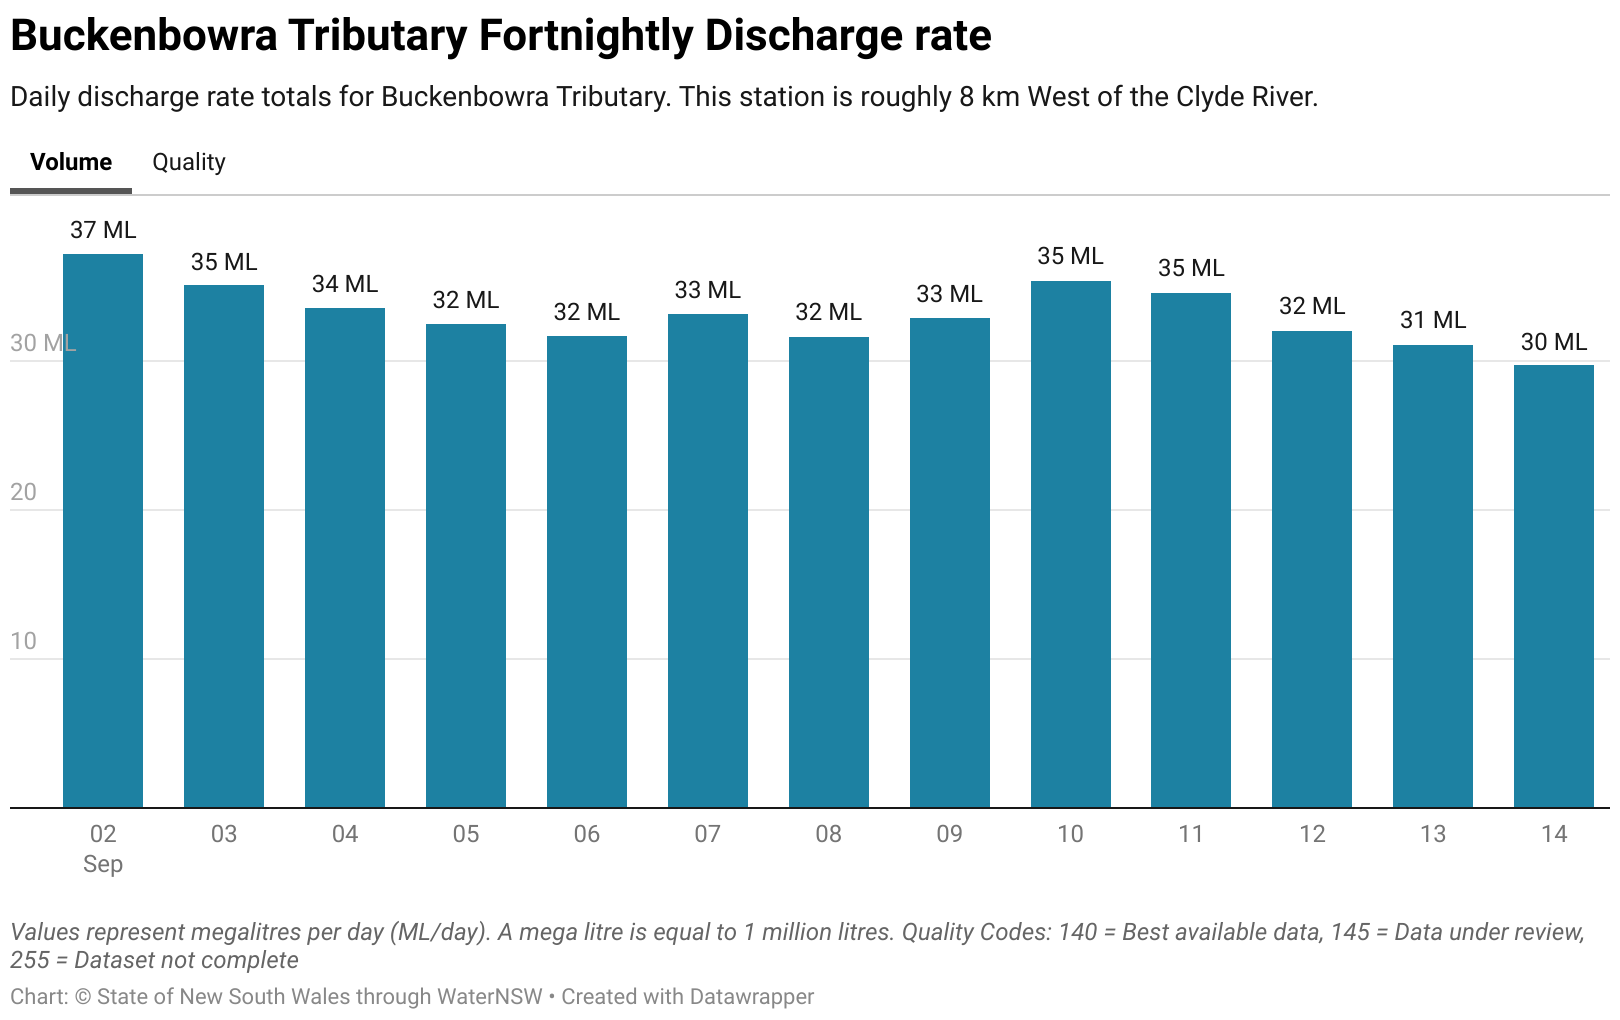 Buckenbowra Tributary Fortnightly Discharge rate
Daily discharge rate totals for Buckenbowra Tributary. This station is roughly 8 km West of the Clyde River.
Volume Quality
37 ML
35 ML
34 ML
32 ML
32 ML
33 ML
32 ML
33 ML
35 ML
35 ML
32 ML
31 ML
30 ML
30 ML
20
10
02 03 04 05 06 07 08 09 10 11 12 13 14
Sep
Values represent megalitres per day (ML/day). A mega litre is equal to 1 million litres. Quality Codes: 140 = Best available data, 145 = Data under review,
255 = Dataset not complete
Chart: © State of New South Wales through WaterNSW • Created with Datawrapper